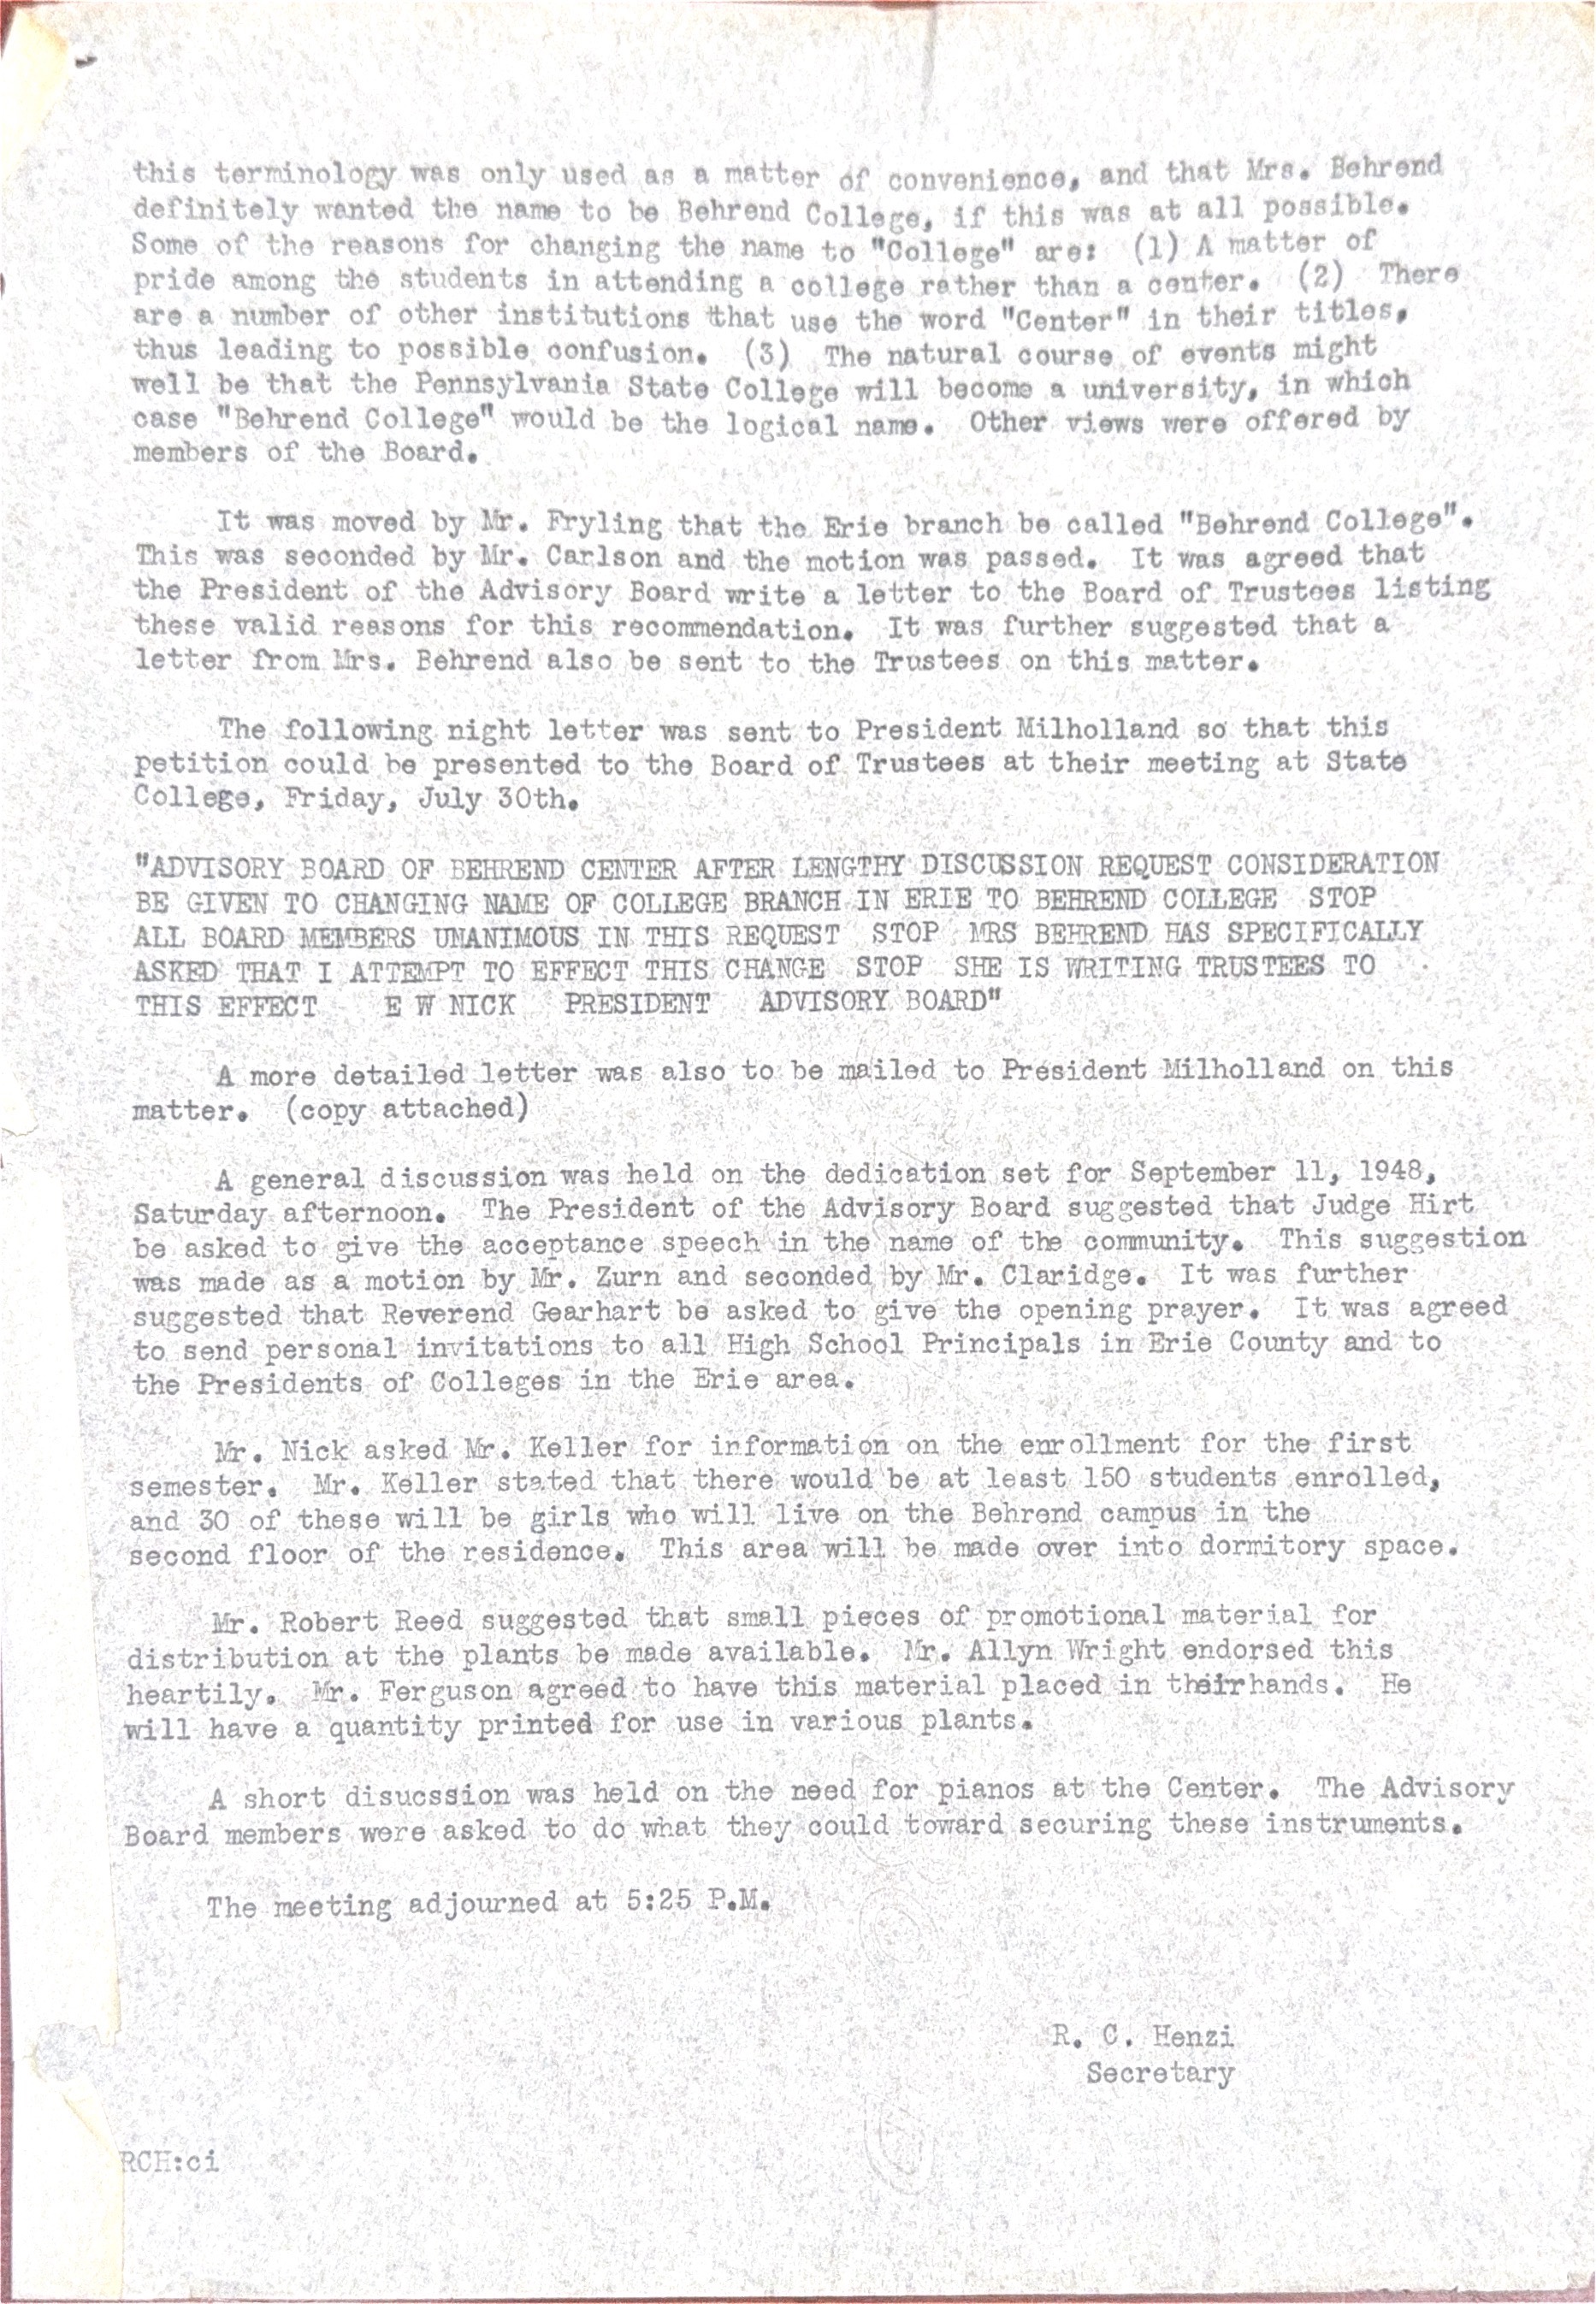 this terminology was only used as a matter of convenience, and that Mrs. Behrend
definitely wanted the name to be Behrend College, if this was at all possible.
Some of the reasons for changing the name to "College" are: (1) A matter of
pride among the students in attending a college rather than a center. (2) There
are a number of other institutions that use the word "Center" in their titles,
thus leading to possible confusion. (3) The natural course of events might
well be that the Pennsylvania State College will become a university, in which
case "Behrend College" would be the logical name. Other views were offered by
members of the Board.
It was moved by Mr. Fryling that the Erie branch be called "Behrend College".
This was seconded by Mr. Carlson and the motion was passed. It was agreed that
the President of the Advisory Board write a letter to the Board of Trustees listing
these valid reasons for this recommendation. It was further suggested that a
letter from Mrs. Behrend also be sent to the Trustees on this matter.
The following night letter was sent to President Milholland so that this
petition could be presented to the Board of Trustees at their meeting at State
College, Friday, July 30th.
"ADVISORY BOARD OF BEHREND CENTER AFTER LENGTHY DISCUSSION REQUEST CONSIDERATION
BE GIVEN TO CHANGING NAME OF COLLEGE BRANCH IN ERIE TO BEHREND COLLEGE STOP
ALL BOARD MEMBERS UNANIMOUS IN THIS REQUEST STOP MRS BEHREND HAS SPECIFICALLY
ASKED THAT I ATTEMPT TO EFFECT THIS CHANGE STOP SHE IS WRITING TRUSTEES TO
THIS EFFECT E W NICK PRESIDENT ADVISORY BOARD"
A more detailed letter was also to be mailed to President Milholland on this
matter. (copy attached)
A general discussion was held on the dedication set for September 11, 1948,
Saturday afternoon. The President of the Advisory Board suggested that Judge Hirt
be asked to give the acceptance speech in the name of the community. This suggestion
was made as a motion by Mr. Zurn and seconded by Mr. Claridge. It was further
suggested that Reverend Gearhart be asked to give the opening prayer. It was agreed
to send personal invitations to all High School Principals in Erie County and to
the Presidents of Colleges in the Erie area.
Mr. Nick asked Mr. Keller for information on the enrollment for the first
semester. Mr. Keller stated that there would be at least 150 students enrolled,
and 30 of these will be girls who will live on the Behrend campus in the
second floor of the residence. This area will be made over into dormitory space.
Mr. Robert Reed suggested that small pieces of promotional material for
distribution at the plants be made available. Mr. Allyn Wright endorsed this
heartily. Mr. Ferguson agreed to have this material placed in theirhands. He
will have a quantity printed for use in various plants.
A short disucssion was held on the need for pianos at the Center. The Advisory
Board members were asked to do what they could toward securing these instruments.
The meeting adjourned at 5:25 P.M.
R. C. Henzi
Secretary
RCH:ci